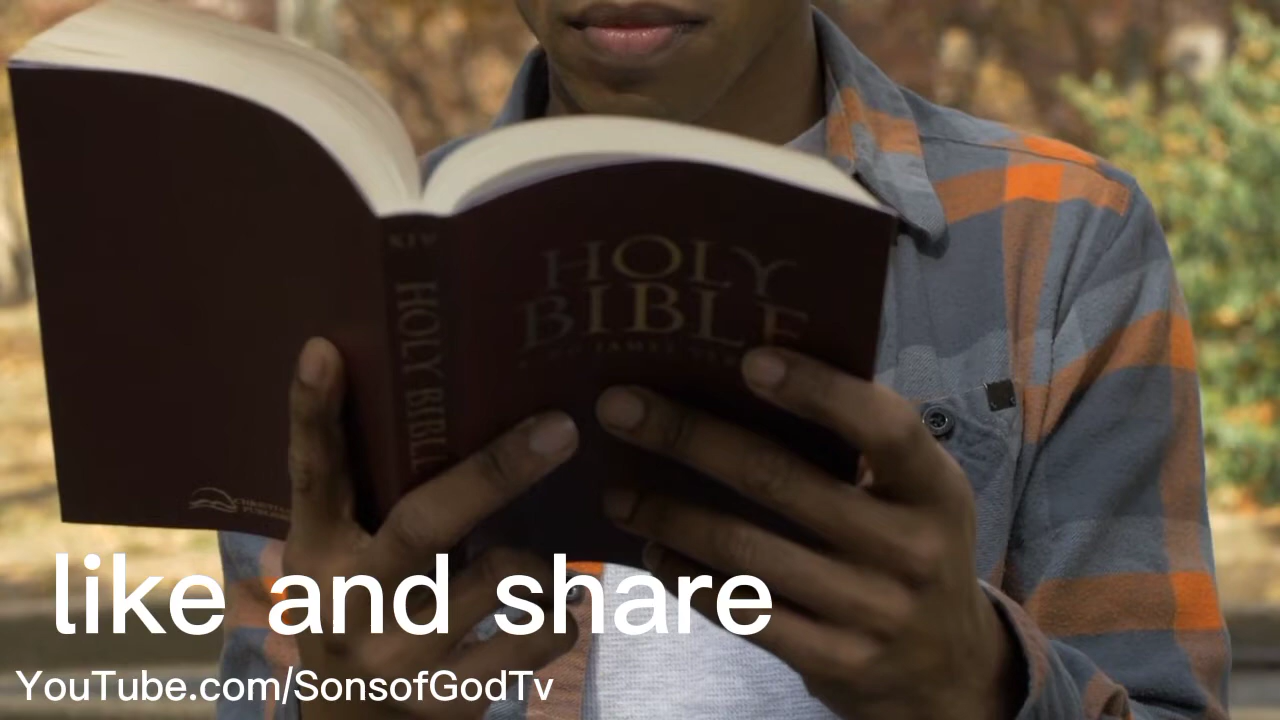 HOLY
BIBLE
HOLY BIBLE
like and share
YouTube.com/SonsofGodTv